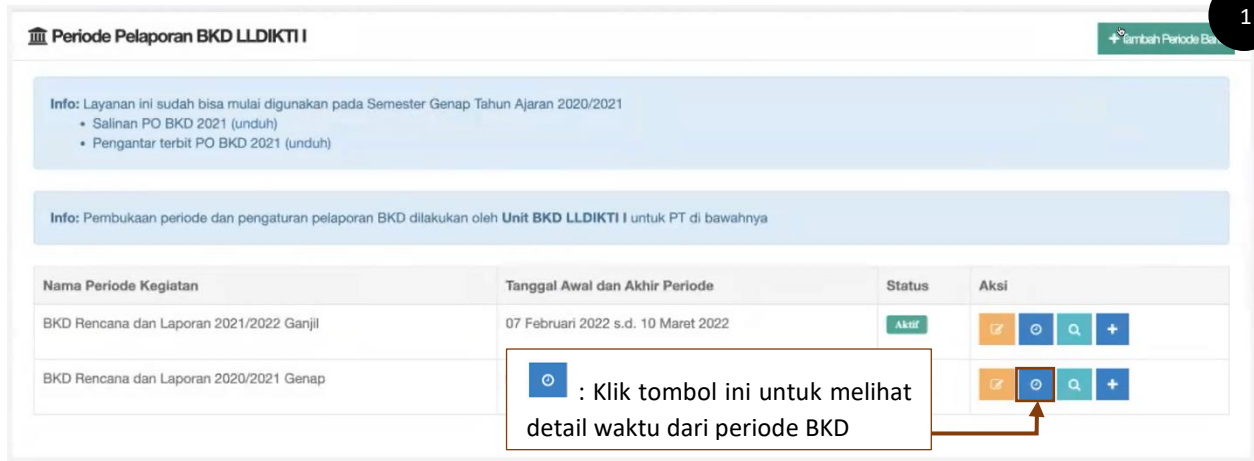 1
Periode Pelaporan BKD LLDIKTI I
Tambah Periode
Info: Layanan ini sudah bisa mulai digunakan pada Semester Genap Tahun Ajaran 2020/2021
• Salinan PO BKD 2021 (unduh)
• Pengantar terbit PO BKD 2021 (unduh)
Info: Pembukaan periode dan pengaturan pelaporan BKD dilakukan oleh Unit BKD LLDIKTI I untuk PT di bawahnya
Nama Periode Kegiatan Tanggal Awal dan Akhir Periode Status Aksi
BKD Rencana dan Laporan 2021/2022 Ganjil 07 Februari 2022 s.d. 10 Maret 2022 Aktif
BKD Rencana dan Laporan 2020/2021 Genap
: Klik tombol ini untuk melihat
detail waktu dari periode BKD